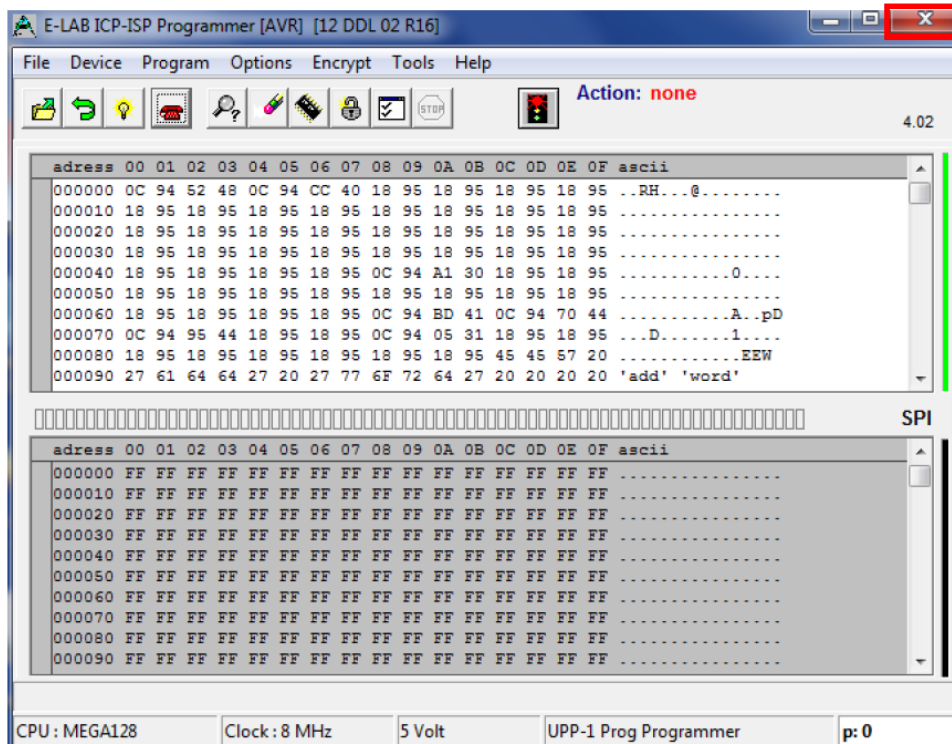 E-LAB ICP-ISP Programmer [AVR] [12 DDL 02 R16]
File Device Program Options Encrypt Tools Help
STOP
Action: none
4.02
adress 00 01 02 03 04 05 06 07 08 09 0A 0B 0C 0D 0E 0F ascii
000000 0C 94 52 48 0C 94 CC 40 18 95 18 95 18 95 18 95 ..RH...@........
000010 18 95 18 95 18 95 18 95 18 95 18 95 18 95 18 95 ................
000020 18 95 18 95 18 95 18 95 18 95 18 95 18 95 18 95 ................
000030 18 95 18 95 18 95 18 95 18 95 18 95 18 95 18 95 ................
000040 18 95 18 95 18 95 18 95 0C 94 A1 30 18 95 18 95 ...........0....
000050 18 95 18 95 18 95 18 95 18 95 18 95 18 95 18 95 ................
000060 18 95 18 95 18 95 18 95 0C 94 BD 41 0C 94 70 44 ...........A..pD
000070 0C 94 95 44 18 95 18 95 0C 94 05 31 18 95 18 95 ...D.......1....
000080 18 95 18 95 18 95 18 95 18 95 18 95 45 45 57 20 ............EEW
000090 27 61 64 64 27 20 27 77 6F 72 64 27 20 20 20 20 'add' 'word'
SPI
adress 00 01 02 03 04 05 06 07 08 09 0A 0B 0C 0D 0E 0F ascii
000000 FF FF FF FF FF FF FF FF FF FF FF FF FF FF FF FF ................
000010 FF FF FF FF FF FF FF FF FF FF FF FF FF FF FF FF ................
000020 FF FF FF FF FF FF FF FF FF FF FF FF FF FF FF FF ................
000030 FF FF FF FF FF FF FF FF FF FF FF FF FF FF FF FF ................
000040 FF FF FF FF FF FF FF FF FF FF FF FF FF FF FF FF ................
000050 FF FF FF FF FF FF FF FF FF FF FF FF FF FF FF FF ................
000060 FF FF FF FF FF FF FF FF FF FF FF FF FF FF FF FF ................
000070 FF FF FF FF FF FF FF FF FF FF FF FF FF FF FF FF ................
000080 FF FF FF FF FF FF FF FF FF FF FF FF FF FF FF FF ................
000090 FF FF FF FF FF FF FF FF FF FF FF FF FF FF FF FF ................
CPU : MEGA128 Clock : 8 MHz 5 Volt UPP-1 Prog Programmer p: 0